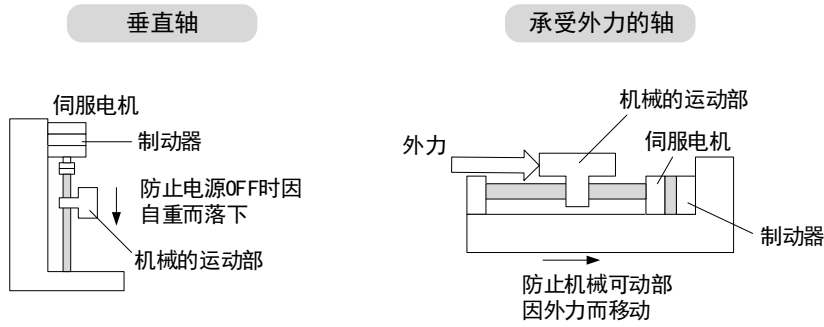 垂直轴
伺服电机
制动器
防止电源OFF时因
自重而落下
机械的运动部
承受外力的轴
机械的运动部
外力
伺服电机
制动器
防止机械可动部
因外力而移动